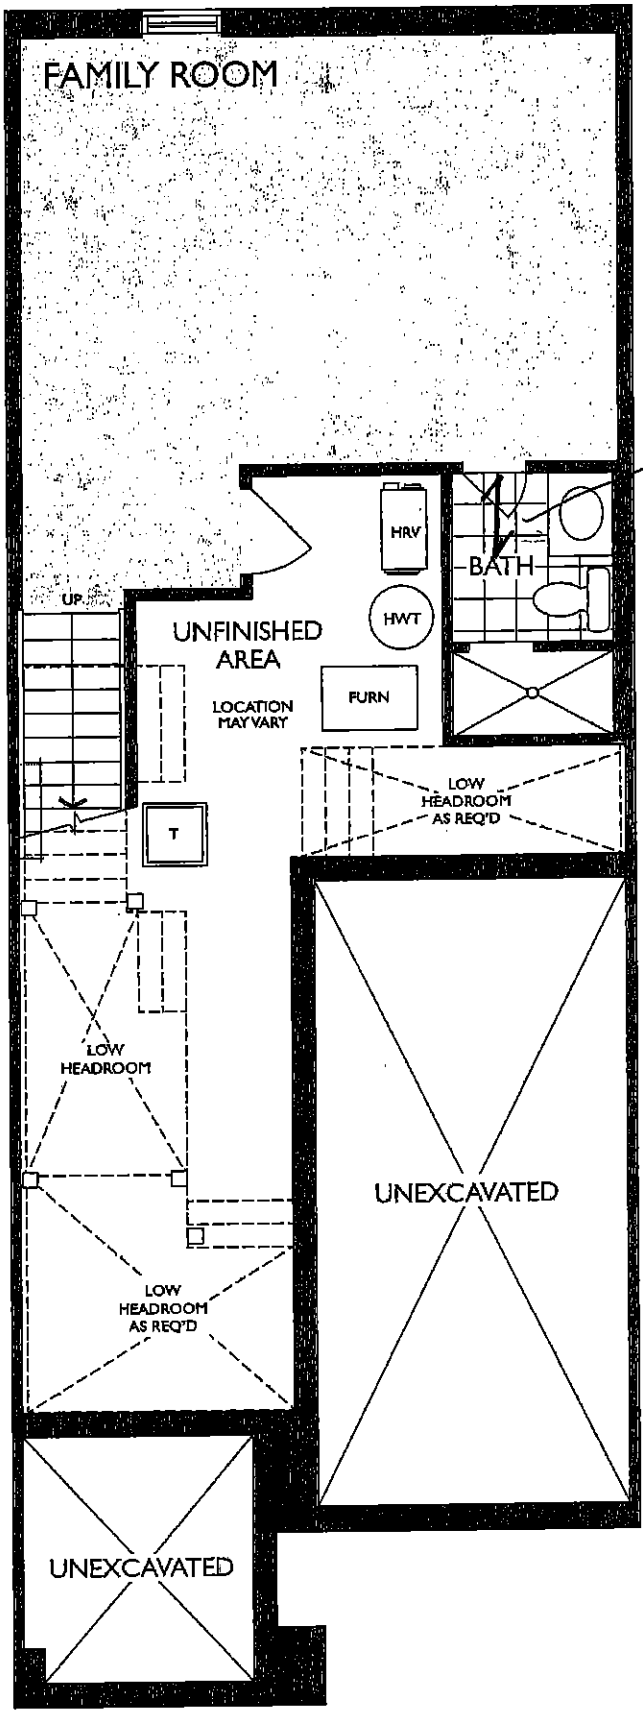 FAMILY ROOM
HRV
BATH
UP
HWT
UNFINISHED
AREA
LOCATION
MAY VARY
FURN
LOW
HEADROOM
AS REQ'D
T
LOW
HEADROOM
UNEXCAVATED
LOW
HEADROOM
AS REQ'D
UNEXCAVATED